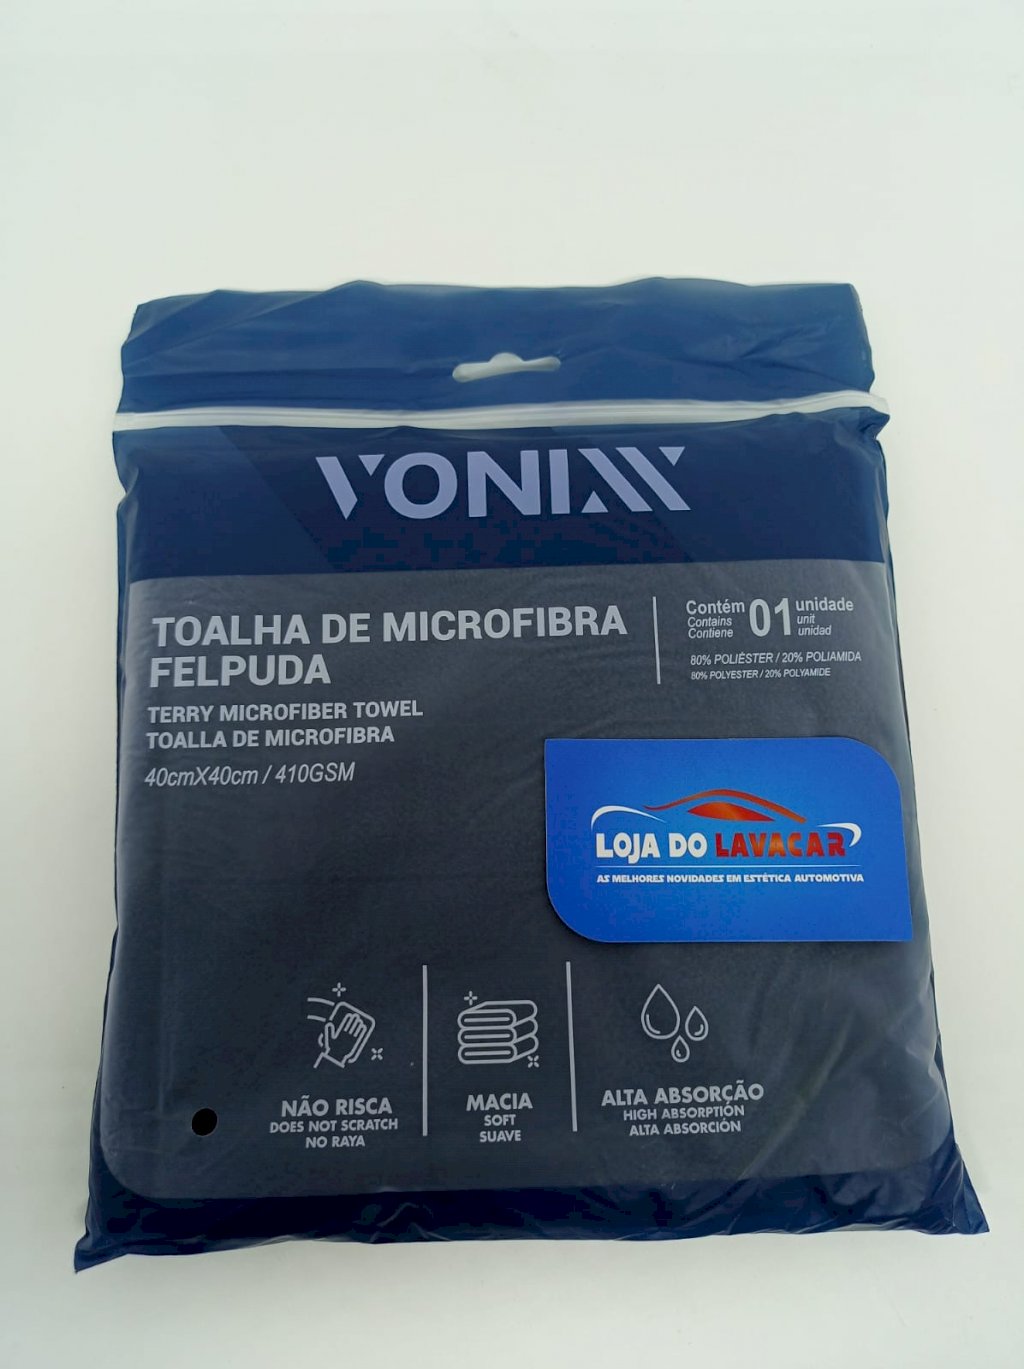 VONIXX
TOALHA DE MICROFIBRA
FELPUDA
TERRY MICROFIBER TOWEL
TOALLA DE MICROFIBRA
40cmX40cm / 410GSM
Contém
Contains
Contiene
01
unidade
unit
unidad
80% POLIÉSTER / 20% POLIAMIDA
80% POLYESTER / 20% POLYAMIDE
LOJA DO LAVACAR
AS MELHORES NOVIDADES EM ESTÉTICA AUTOMOTIVA
NÃO RISCA
DOES NOT SCRATCH
NO RAYA
MACIA
SOFT
SUAVE
ALTA ABSORÇÃO
HIGH ABSORPTIÓN
ALTA ABSORCIÓN